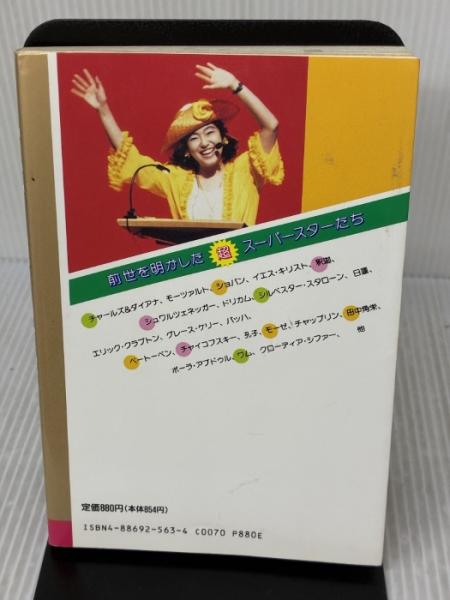 前世を明かした 超 スーパースターたち
チャールズ&ダイアナ、モーツァルト、ショパン、イエス・キリスト、釈迦、
シュワルツェネッガー、ドリカム、シルベスター・スタローン、日蓮、
エリック・クラプトン、グレース・ケリー、バッハ、
ベートーベン、チャイコフスキー、孔子、モーゼ、チャップリン、田中角栄、
ポーラ・アブドゥル、ワム、クローディア・シファー、 他
定価880円(本体854円)
ISBN4-88692-563-4 C0070 P880E